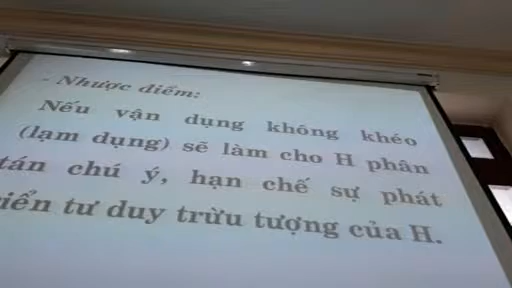 - Nhược điểm:
Nếu vận dụng không khéo
(lạm dụng) sẽ làm cho H phân
tán chú ý, hạn chế sự phát
iển tư duy trừu tượng của H.